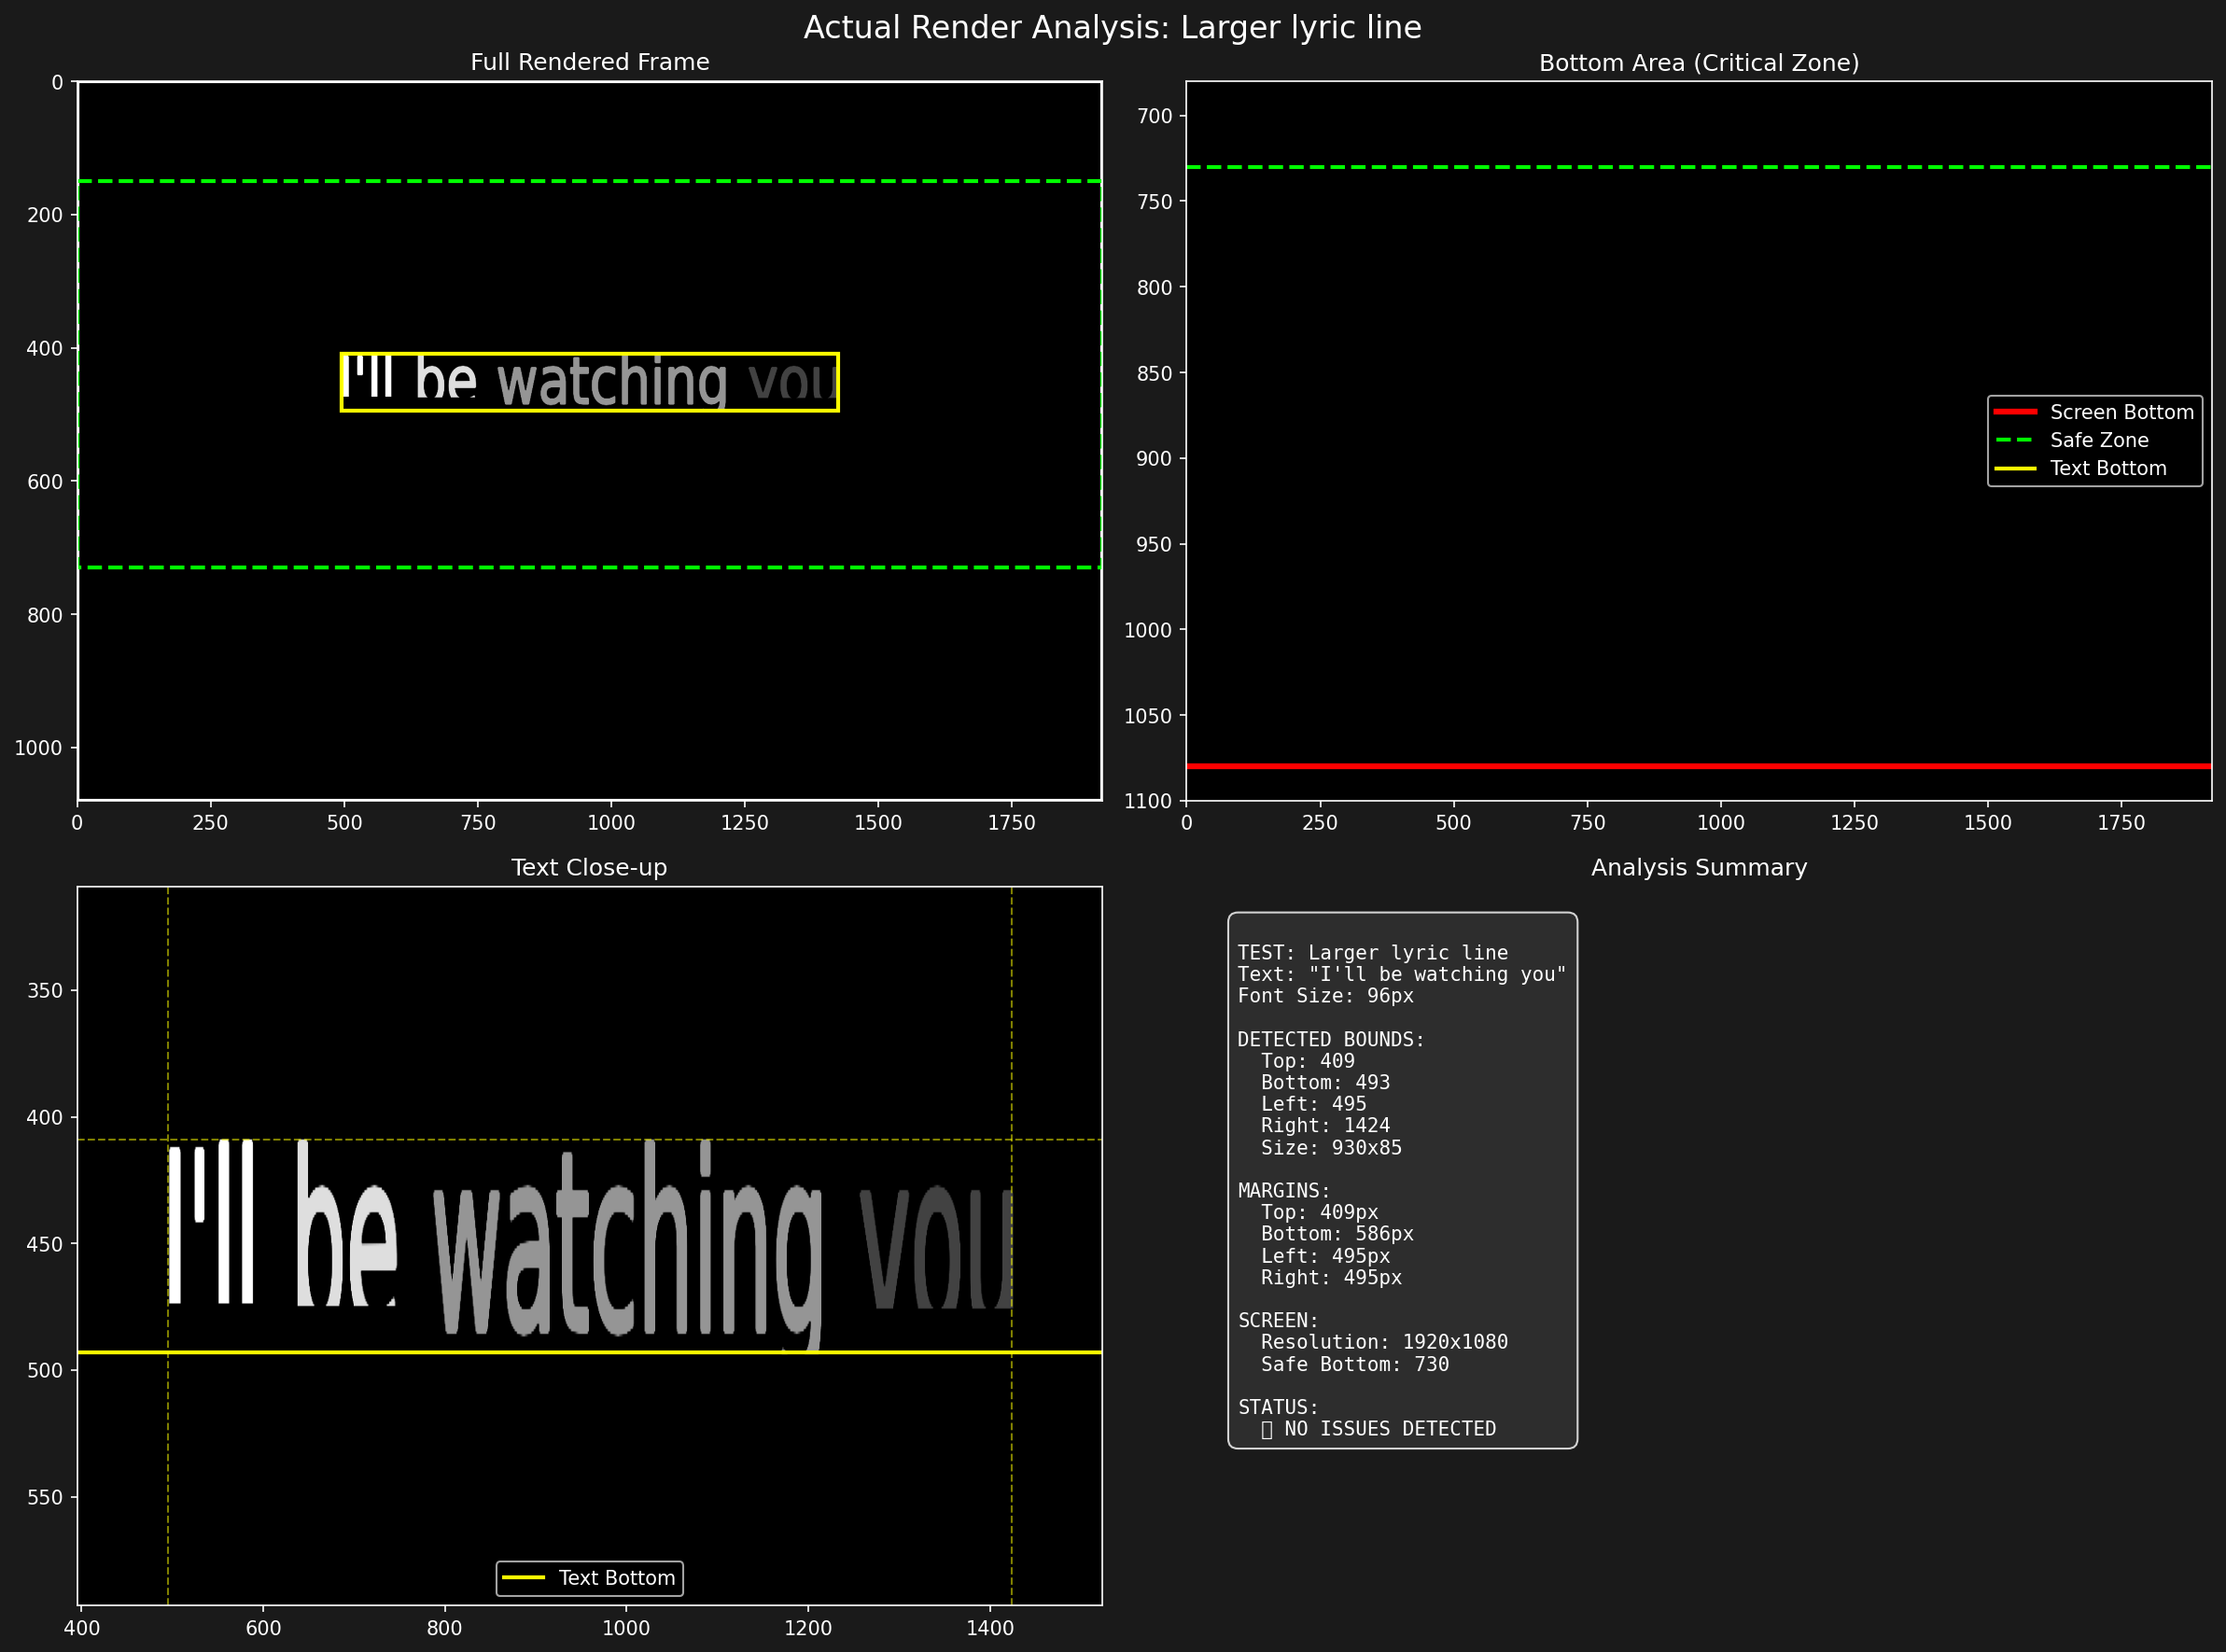 Actual Render Analysis: Larger lyric line
Full Rendered Frame
0
200
400
600
800
1000
0 250 500 750 1000 1250 1500 1750
I'll be watching you
Bottom Area (Critical Zone)
700
750
800
850
900
950
1000
1050
1100
0 250 500 750 1000 1250 1500 1750
Screen Bottom
Safe Zone
Text Bottom
Text Close-up
350
400
450
500
550
400 600 800 1000 1200 1400
I'll be watching you
Text Bottom
Analysis Summary
TEST: Larger lyric line
Text: "I'll be watching you"
Font Size: 96px
DETECTED BOUNDS:
Top: 409
Bottom: 493
Left: 495
Right: 1424
Size: 930x85
MARGINS:
Top: 409px
Bottom: 586px
Left: 495px
Right: 495px
SCREEN:
Resolution: 1920x1080
Safe Bottom: 730
STATUS:
NO ISSUES DETECTED